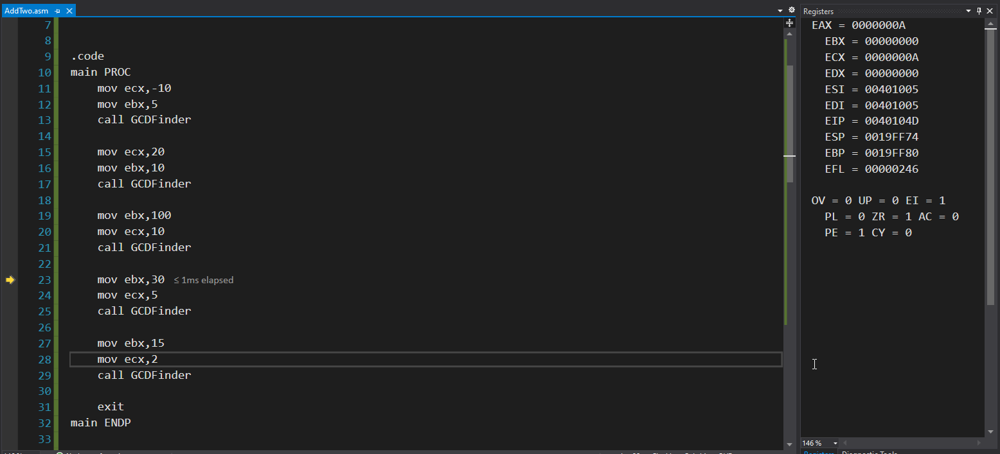 AddTwo.asm
7
8
9 .code
10 main PROC
11 mov ecx,-10
12 mov ebx,5
13 call GCDFinder
14
15 mov ecx,20
16 mov ebx,10
17 call GCDFinder
18
19 mov ebx,100
20 mov ecx,10
21 call GCDFinder
22
23 mov ebx,30 ≤ 1ms elapsed
24 mov ecx,5
25 call GCDFinder
26
27 mov ebx,15
28 mov ecx,2
29 call GCDFinder
30
31 exit
32 main ENDP
33
Registers
EAX = 0000000A
EBX = 00000000
ECX = 0000000A
EDX = 00000000
ESI = 00401005
EDI = 00401005
EIP = 0040104D
ESP = 0019FF74
EBP = 0019FF80
EFL = 00000246
OV = 0 UP = 0 EI = 1
PL = 0 ZR = 1 AC = 0
PE = 1 CY = 0
146 %
Registers Diagnostic Tools